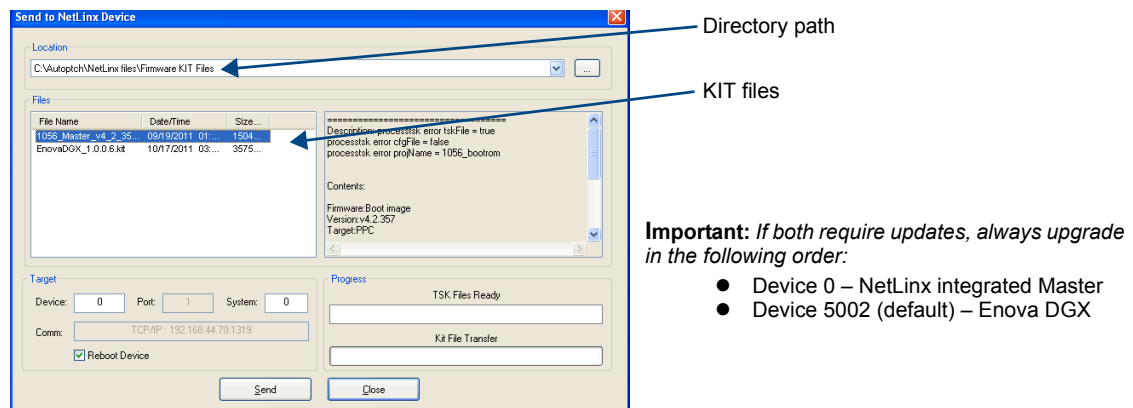 Send to NetLinx Device
Directory path
Location
C:\Autoptch\NetLinx files\Firmware KIT Files
...
KIT files
Files
File Name Date/Time Size...
1056_Master_v4_2_35... 09/19/2011 01:... 1504...
EnovaDGX_1.0.0.6.kit 10/17/2011 03:... 3575...
===================================
Description: processtsk error tskFile = true
processtsk error cfgFile = false
processtsk error projName = 1056_bootrom
Contents:
Firmware:Boot image
Version:v4.2.357
Target:PPC
Important: If both require updates, always upgrade
in the following order:
● Device 0 – NetLinx integrated Master
● Device 5002 (default) – Enova DGX
Target
Device: 0 Port: 1 System: 0
Comm: TCP/IP : 192.168.44.70:1319
Reboot Device
Progress
TSK Files Ready
Kit File Transfer
Send Close